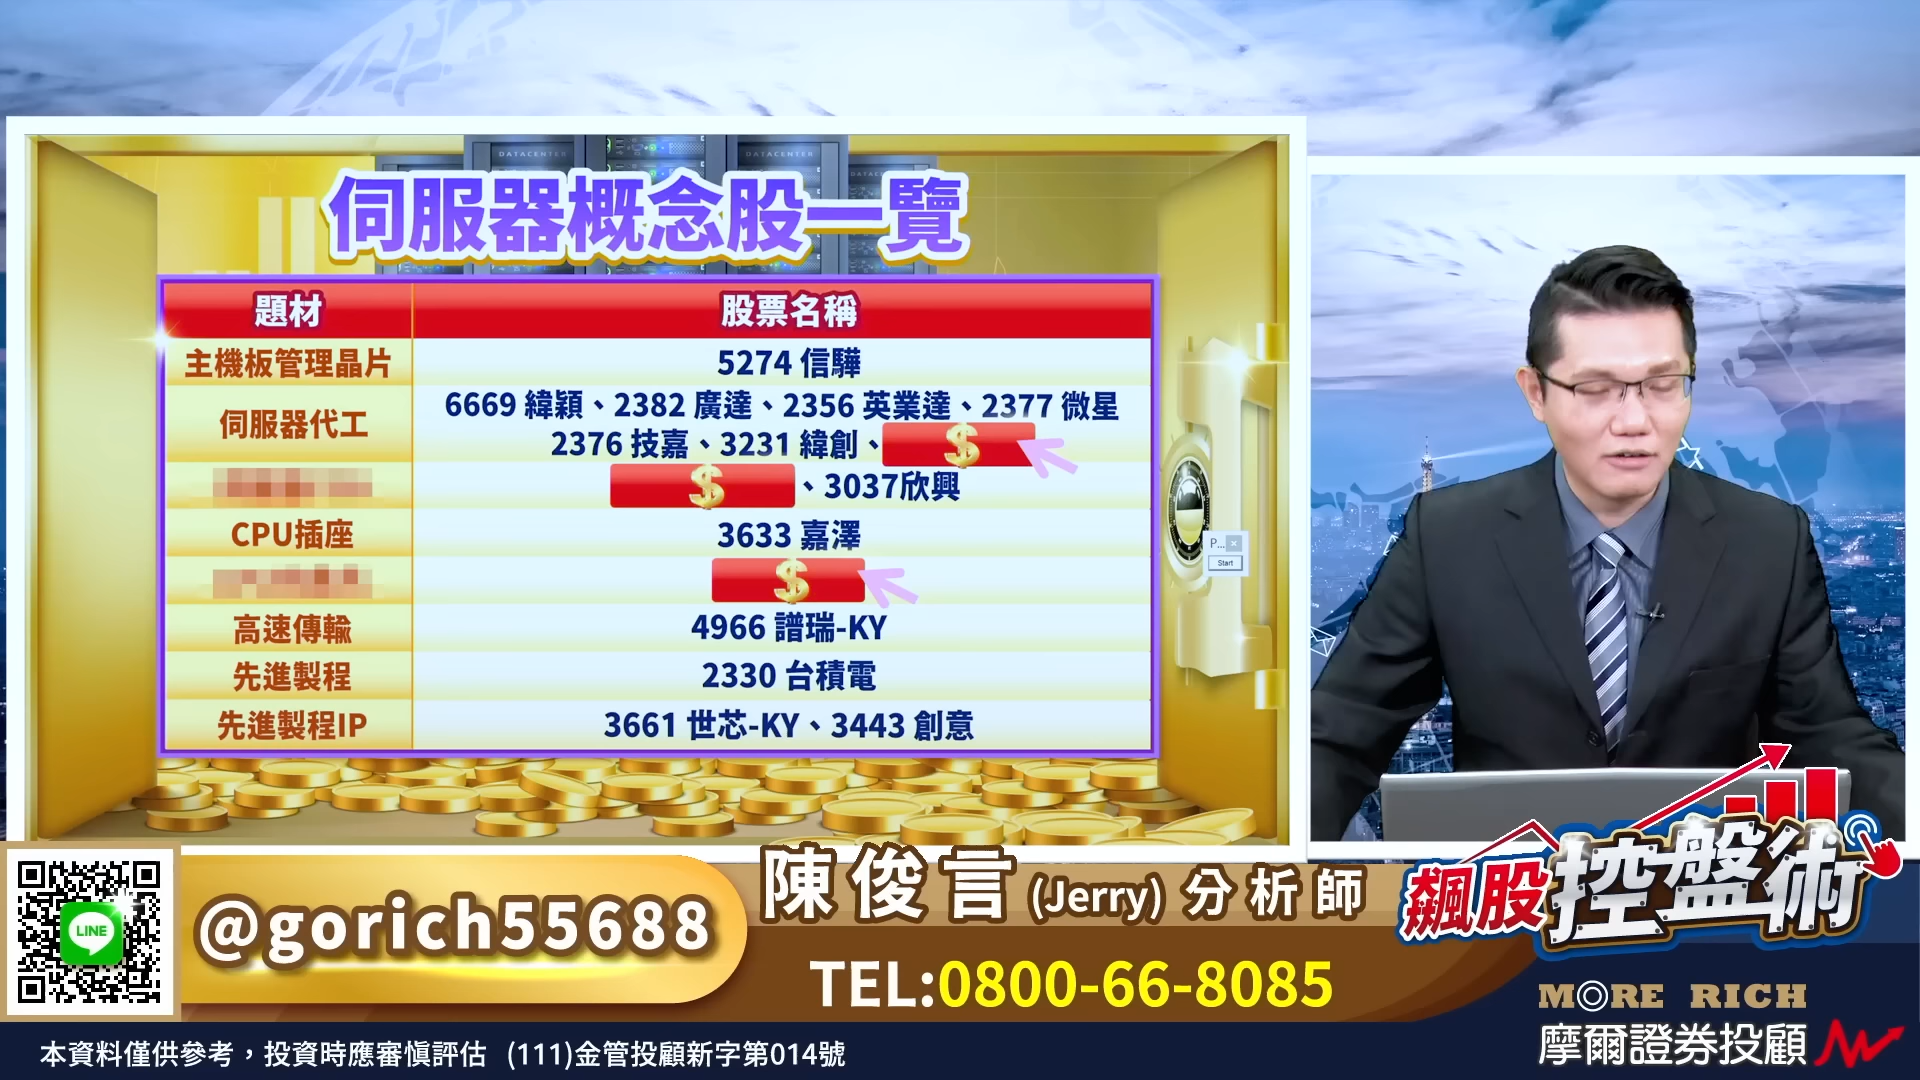 DATACENTER
DATACENTER
伺服器概念股一覽
題材
股票名稱
主機板管理晶片
5274 信驊
伺服器代工
6669 緯穎、2382 廣達、2356 英業達、2377 微星
2376 技嘉、3231 緯創、
、3037欣興
CPU插座
3633 嘉澤
高速傳輸
4966 譜瑞-KY
先進製程
2330 台積電
先進製程IP
3661 世芯-KY、3443 創意
P...
Start
LINE
@gorich55688
陳俊言(Jerry)分析師
TEL:0800-66-8085
飆股控盤術
MORE RICH
摩爾證券投顧
本資料僅供參考，投資時應審慎評估 (111)金管投顧新字第014號